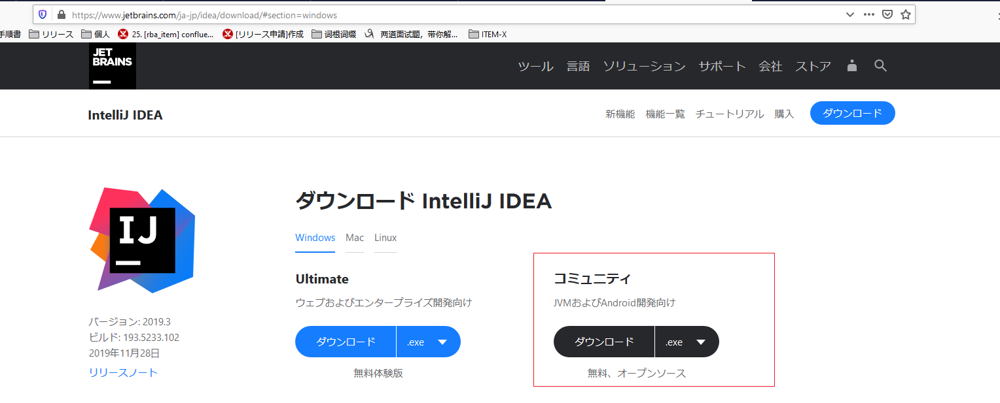 https://www.jetbrains.com/ja-jp/idea/download/#section=windows
手順書 リリース 個人 25. [rba_item] conflue... [リリース申請]作成 词根词缀 两道面试题，带你解... ITEM-X
JET
BRAINS
ツール 言語 ソリューション サポート 会社 ストア
IntelliJ IDEA 新機能 機能一覧 チュートリアル 購入 ダウンロード
IJ
ダウンロード IntelliJ IDEA
Windows Mac Linux
Ultimate
ウェブおよびエンタープライズ開発向け
ダウンロード .exe
無料体験版
コミュニティ
JVMおよびAndroid開発向け
ダウンロード .exe
無料、オープンソース
バージョン: 2019.3
ビルド: 193.5233.102
2019年11月28日
リリースノート